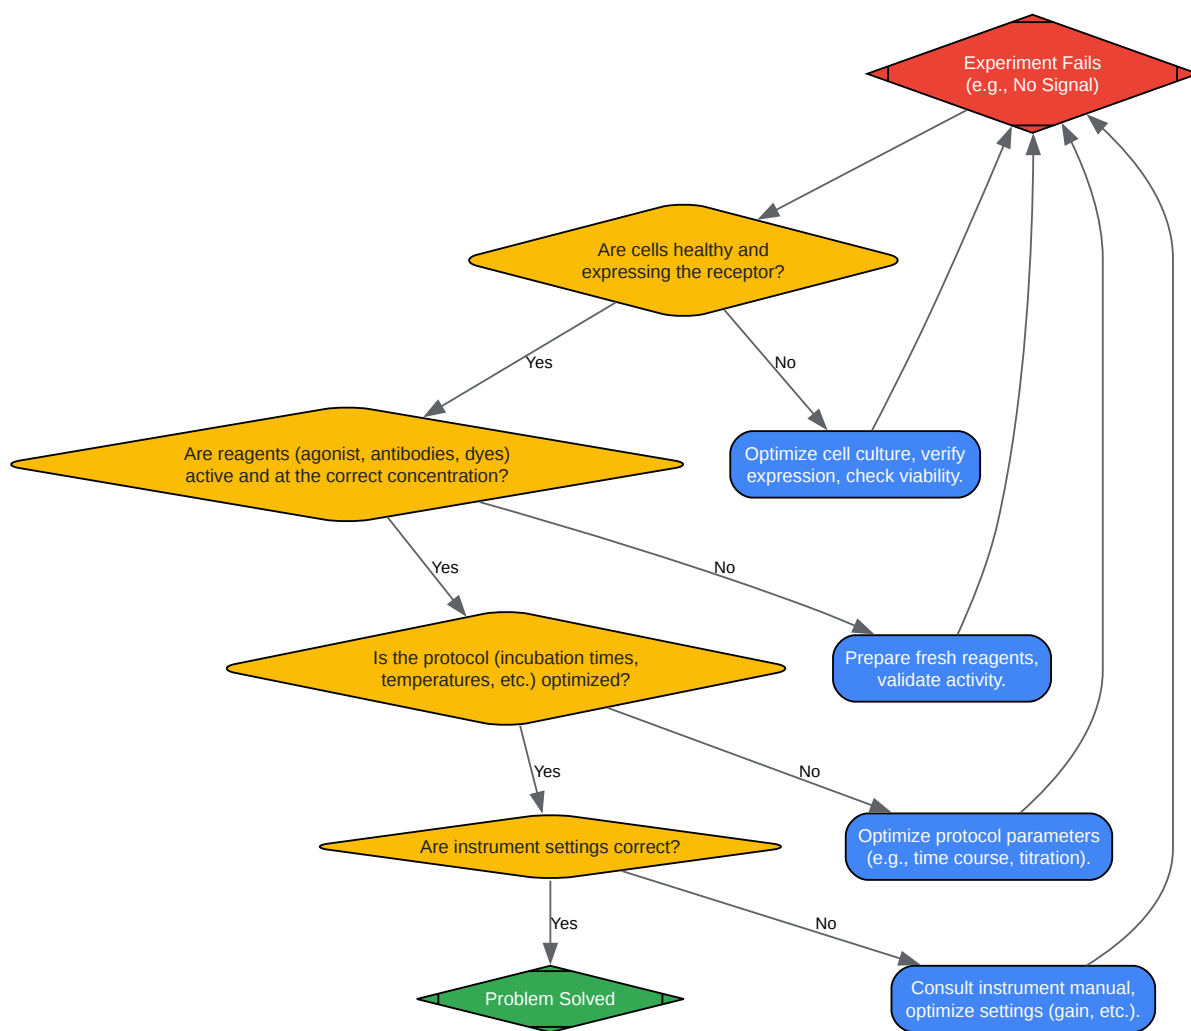 Experiment Fails
(e.g., No Signal)
Are cells healthy and
expressing the receptor?
Yes
No
Are reagents (agonist, antibodies, dyes)
active and at the correct concentration?
Optimize cell culture, verify
expression, check viability.
Yes
No
Is the protocol (incubation times,
temperatures, etc.) optimized?
Prepare fresh reagents,
validate activity.
Yes
No
Are instrument settings correct?
Optimize protocol parameters
(e.g., time course, titration).
Yes
No
Problem Solved
Consult instrument manual,
optimize settings (gain, etc.).